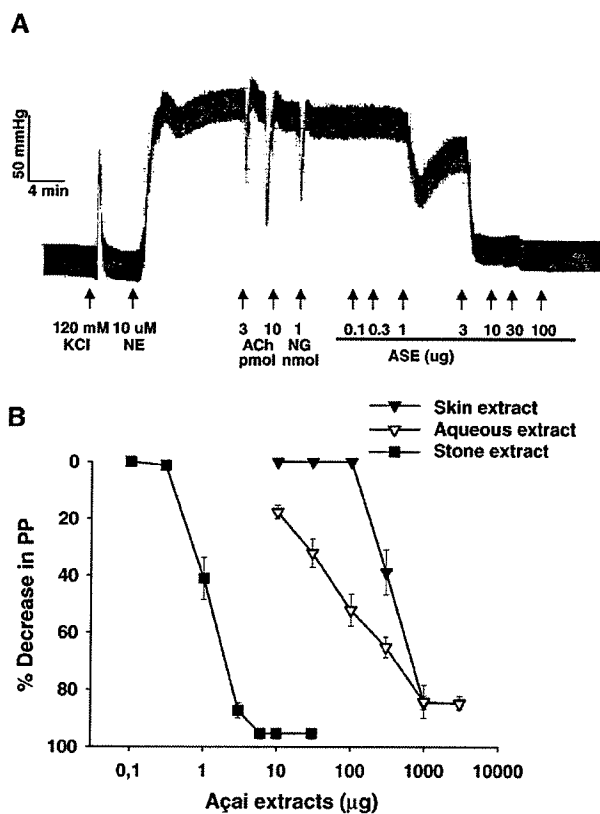 A
50 mmHg
4 min
120 mM 10 uM 3 10 1 0.1 0.3 1 3 10 30 100
KCl NE ACh NG ASE (ug)
pmol nmol
B
Skin extract
Aqueous extract
Stone extract
0
20
40
60
80
100
% Decrease in PP
0,1 1 10 100 1000 10000
Açai extracts (µg)